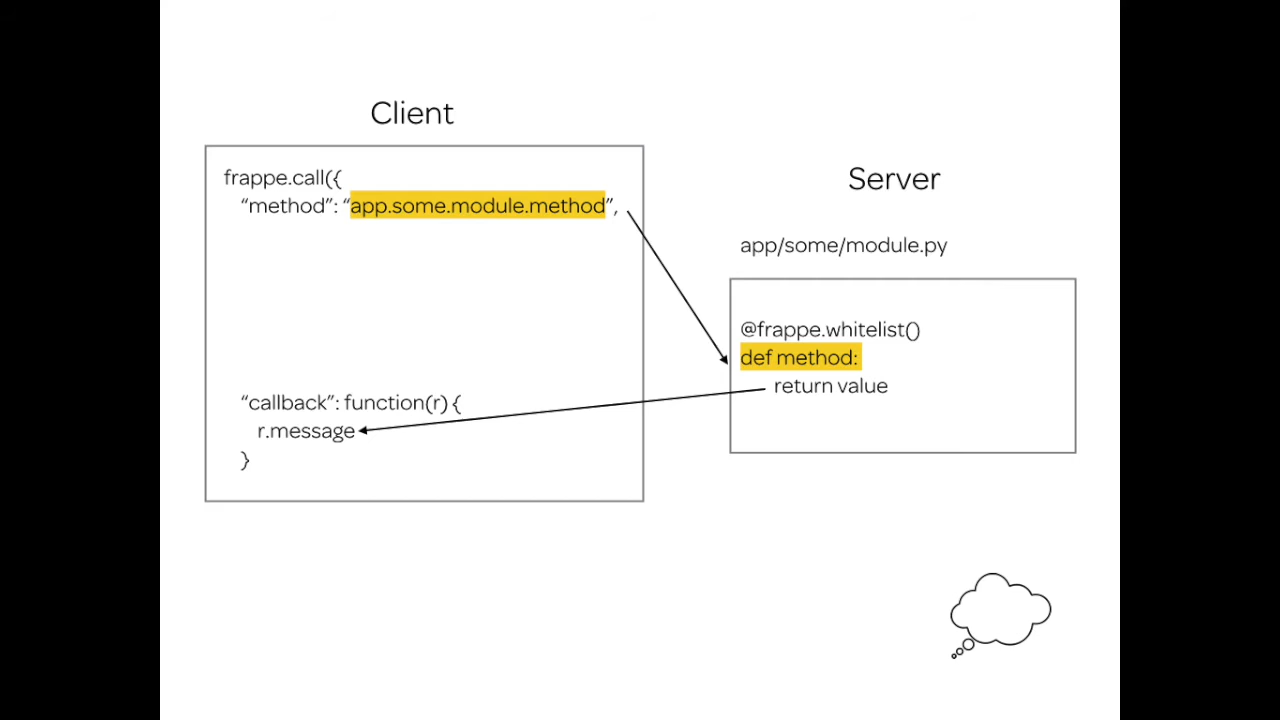 Client
frappe.call({
“method”: “app.some.module.method”,
“callback”: function(r) {
r.message
}
Server
app/some/module.py
@frappe.whitelist()
def method:
return value